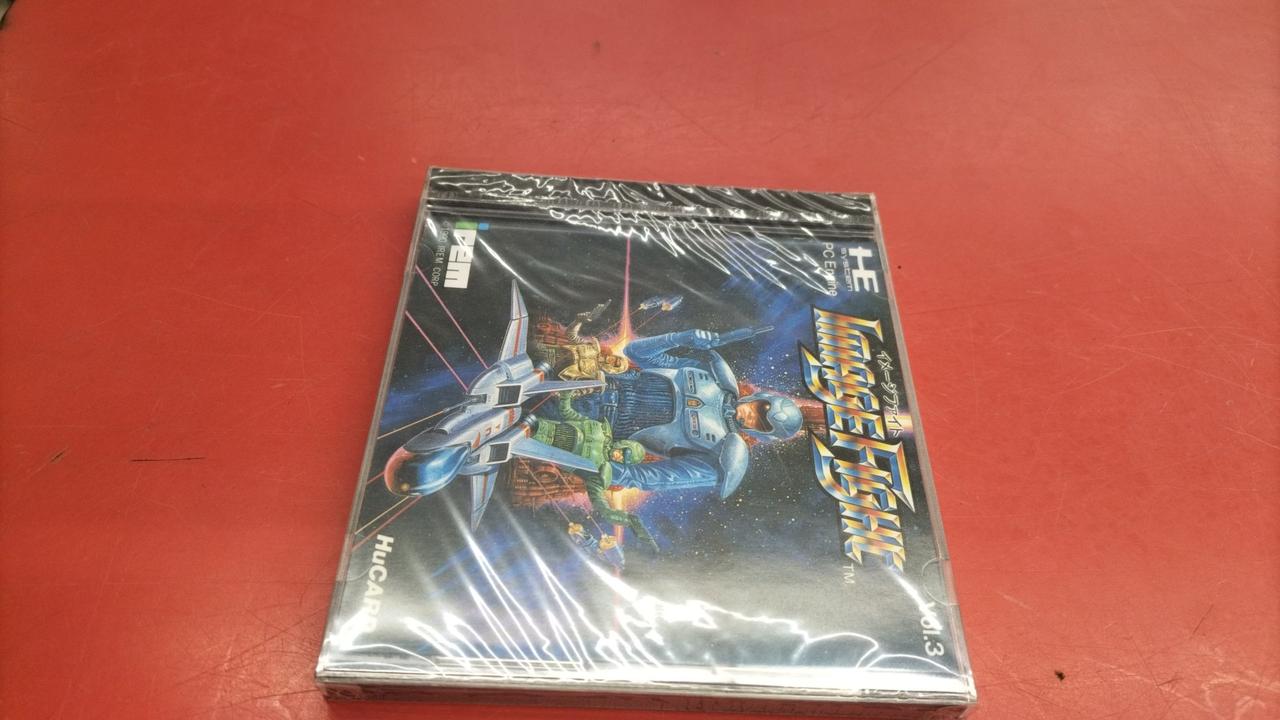 HE
SYSTEM
PC Engine
イメージファイト
IMAGE FIGHT
TM
Vol.3
irem
IREM CORP.
HuCARD